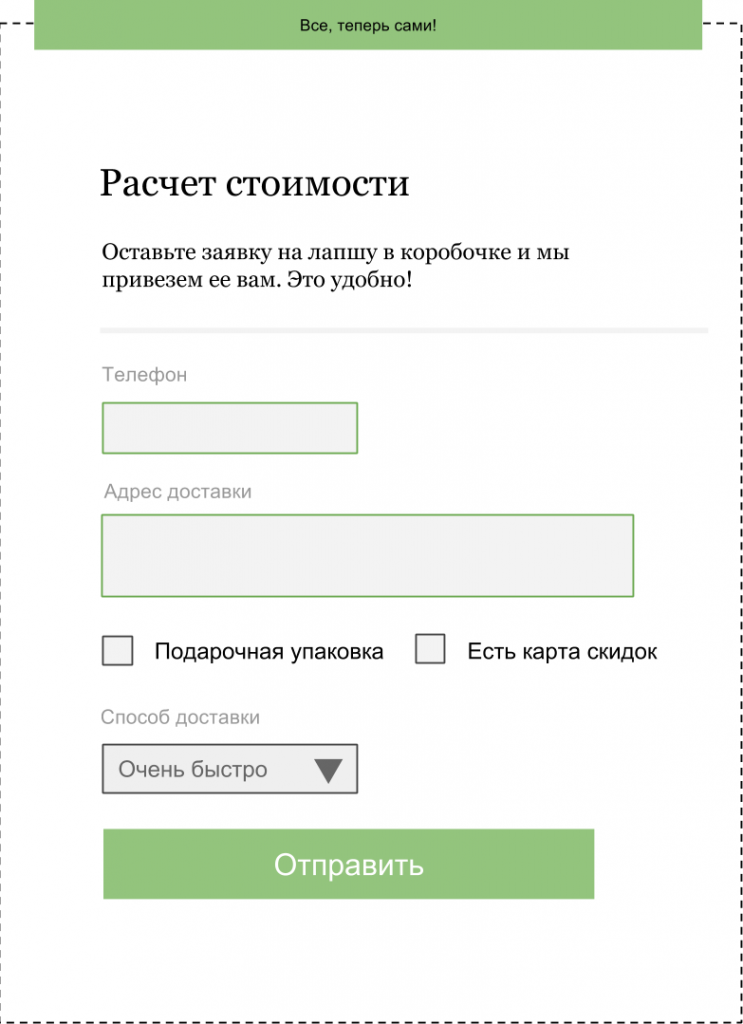 Все, теперь сами!
Расчет стоимости
Оставьте заявку на лапшу в коробочке и мы
привезем ее вам. Это удобно!
Телефон
Адрес доставки
Подарочная упаковка
Есть карта скидок
Способ доставки
Очень быстро
Отправить